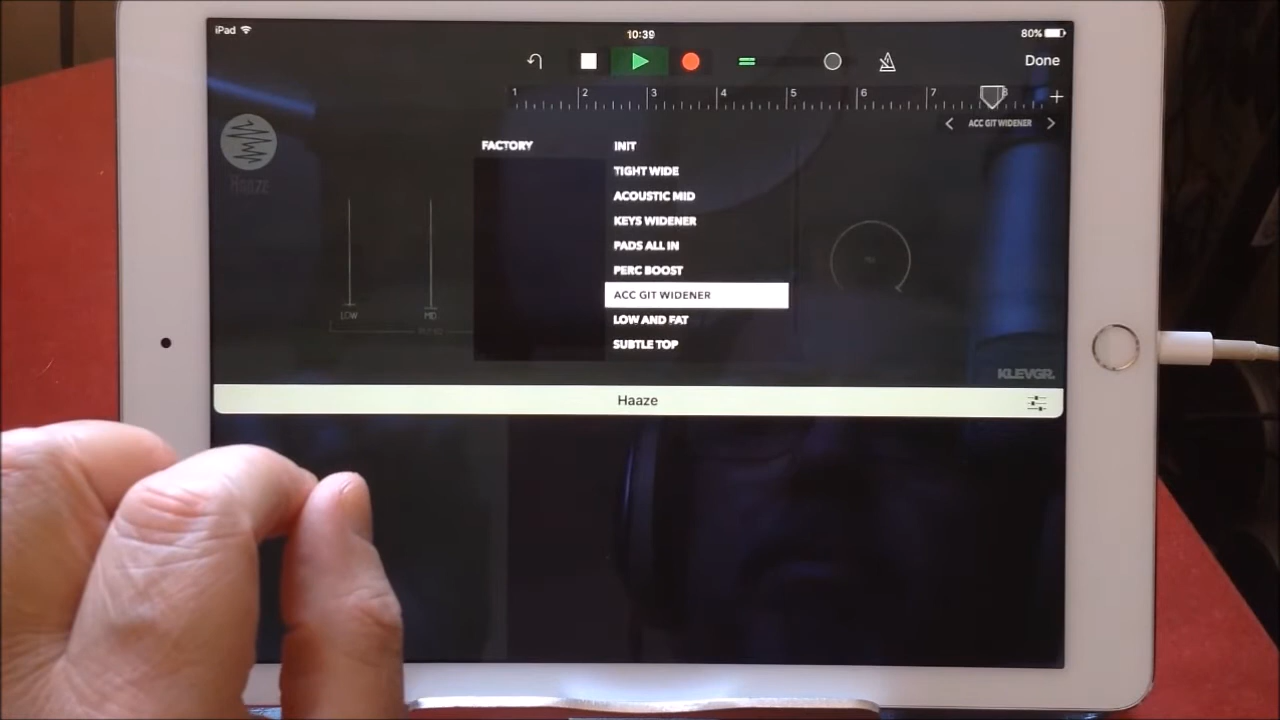 iPad
10:39
80%
Done
1 2 3 4 5 6 7 8
ACC GIT WIDENER
FACTORY
INIT
TIGHT WIDE
ACOUSTIC MID
KEYS WIDENER
PADS ALL IN
PERC BOOST
ACC GIT WIDENER
LOW AND FAT
SUBTLE TOP
Haaze
LOW
MID
KLEVGR.
Haaze